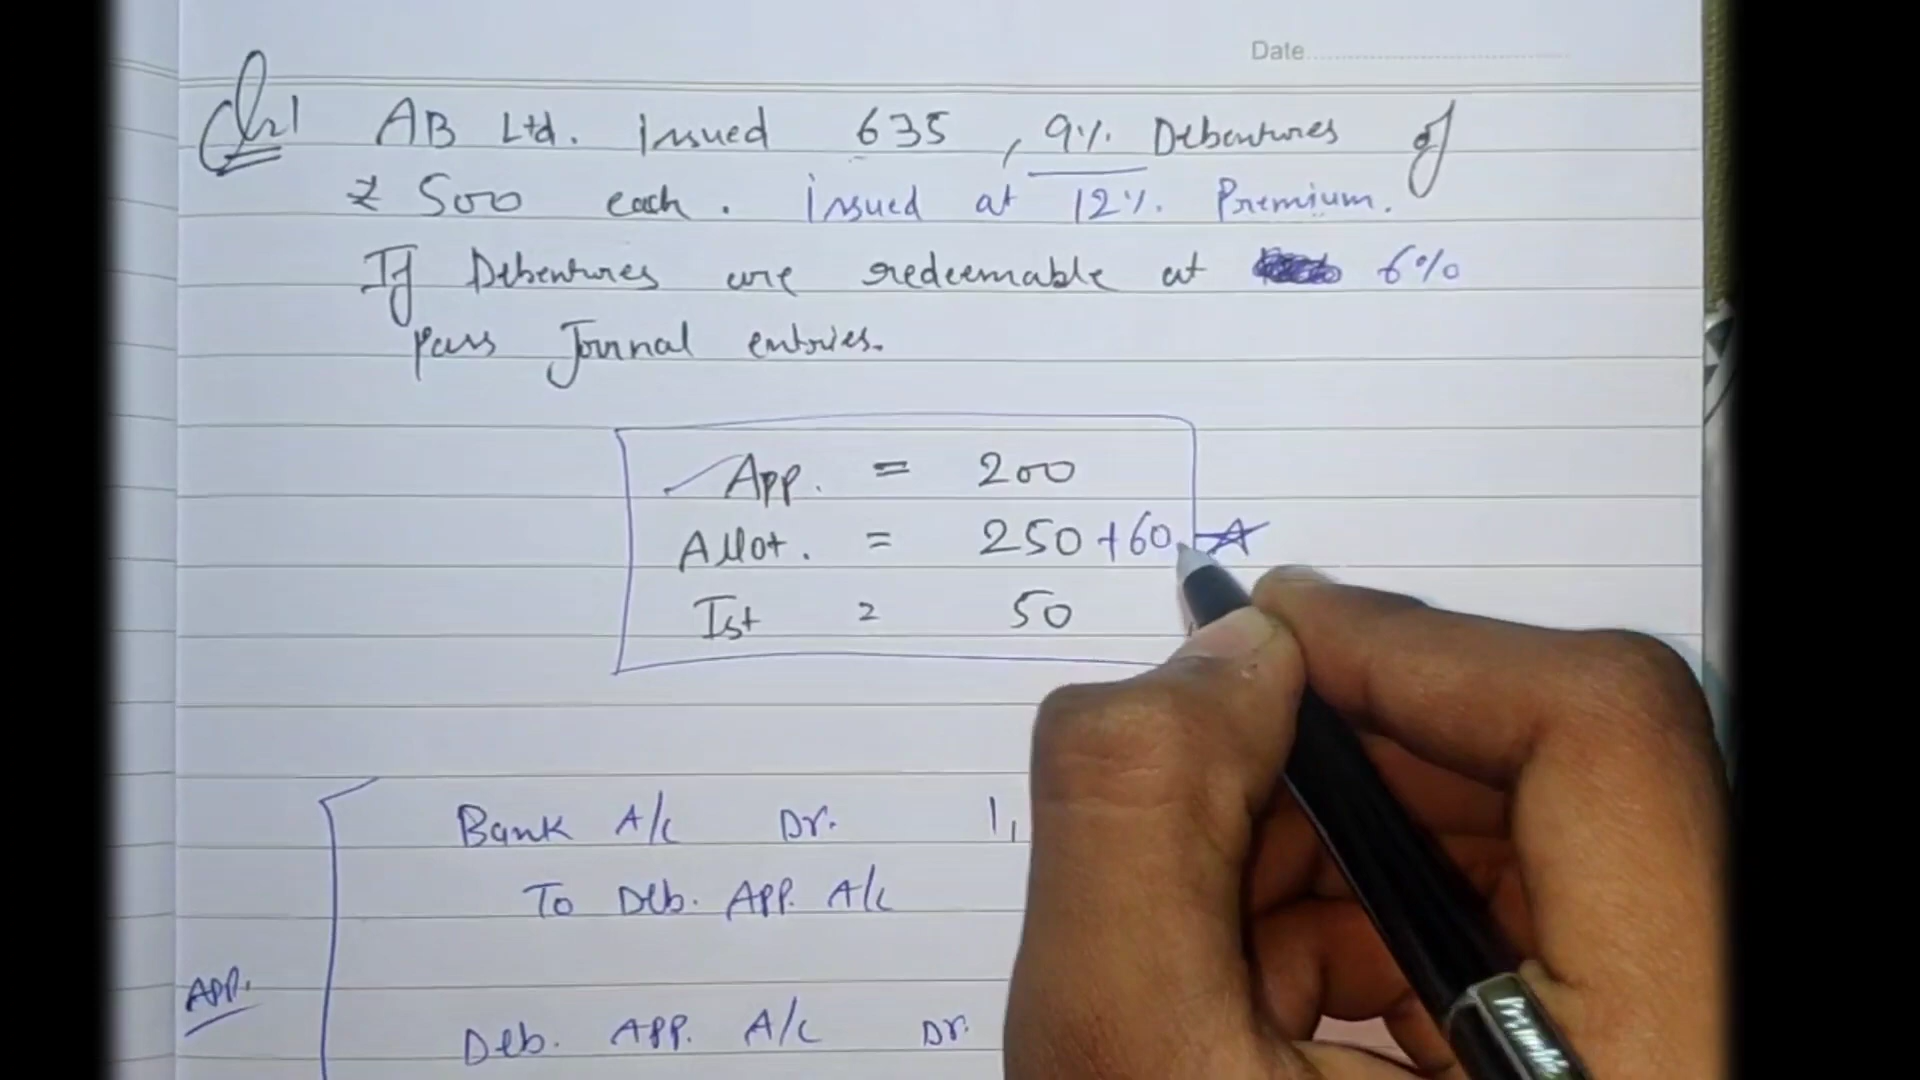 Date
Qn1 AB Ltd. Issued 635, 9% Debentures of
₹ 500 each. issued at 12%. Premium.
If Debentures are redeemable at 6%
pass Journal entries.
App. = 200
Allot. = 250 + 60
Ist = 50
Bank A/c Dr. 1,
To Deb. App. A/c
App.
Deb. App. A/c Dr.